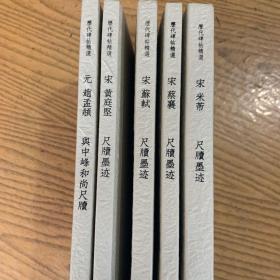 歷代碑帖精選 元 趙孟頫 與中峰和尚尺牘
歷代碑帖精選 宋 黃庭堅 尺牘墨迹
歷代碑帖精選 宋 蘇軾 尺牘墨迹
歷代碑帖精選 宋 蔡襄 尺牘墨迹
歷代碑帖精選 宋 米芾 尺牘墨迹